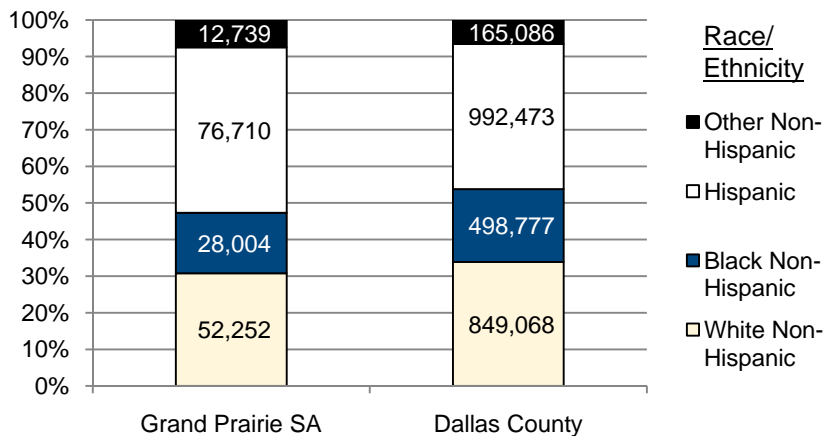 100%
90%
80%
70%
60%
50%
40%
30%
20%
10%
0%
12,739
76,710
28,004
52,252
165,086
992,473
498,777
849,068
Grand Prairie SA
Dallas County
Race/
Ethnicity
Other Non-
Hispanic
Hispanic
Black Non-
Hispanic
White Non-
Hispanic